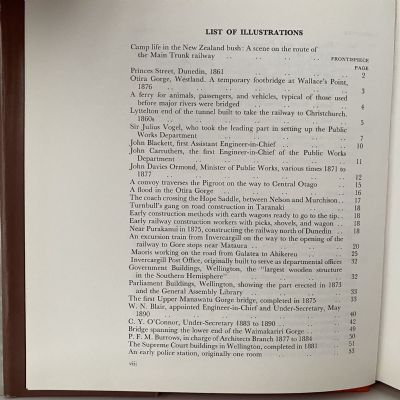 LIST OF ILLUSTRATIONS
Camp life in the New Zealand bush: A scene on the route of
the Main Trunk railway .. .. .. .. FRONTISPIECE
PAGE
Princes Street, Dunedin, 1861 .. .. .. .. 2
Otira Gorge, Westland. A temporary footbridge at Wallace's Point,
1876 .. .. .. .. .. .. 3
A ferry for animals, passengers, and vehicles, typical of those used
before major rivers were bridged .. .. .. 4
Lyttelton end of the tunnel built to take the railway to Christchurch.
1860s .. .. .. .. .. .. 5
Sir Julius Vogel, who took the leading part in setting up the Public
Works Department .. .. .. .. .. 7
John Blackett, first Assistant Engineer-in-Chief .. .. 10
John Carruthers, the first Engineer-in-Chief of the Public Works
Department .. .. .. .. .. 11
John Davies Ormond, Minister of Public Works, various times 1871 to
1877 .. .. .. .. .. .. 12
A convoy traverses the Pigroot on the way to Central Otago .. 15
A flood in the Otira Gorge .. .. .. .. 16
The coach crossing the Hope Saddle, between Nelson and Murchison .. 17
Turnbull's gang on road construction in Taranaki .. .. 18
Early construction methods with earth wagons ready to go to the tip .. 18
Early railway construction workers with picks, shovels, and wagon .. 18
Near Purakanui in 1875, constructing the railway north of Dunedin .. 18
An excursion train from Invercargill on the way to the opening of the
railway to Gore stops near Mataura .. .. .. 20
Maoris working on the road from Galatea to Ahikereru .. .. 25
Invercargill Post Office, originally built to serve as departmental offices 32
Government Buildings, Wellington, the "largest wooden structure
in the Southern Hemisphere" .. .. .. .. 32
Parliament Buildings, Wellington, showing the part erected in 1873
and the General Assembly Library .. .. .. 33
The first Upper Manawatu Gorge bridge, completed in 1875 .. 33
W. N. Blair, appointed Engineer-in-Chief and Under-Secretary, May
1890 .. .. .. .. .. .. 40
C. Y. O'Connor, Under-Secretary 1883 to 1890 .. .. 42
Bridge spanning the lower end of the Waimakariri Gorge .. 49
P. F. M. Burrows, in charge of Architects Branch 1877 to 1884 .. 50
The Supreme Court buildings in Wellington, completed in 1881 .. 51
An early police station, originally one room .. .. .. 53
viii